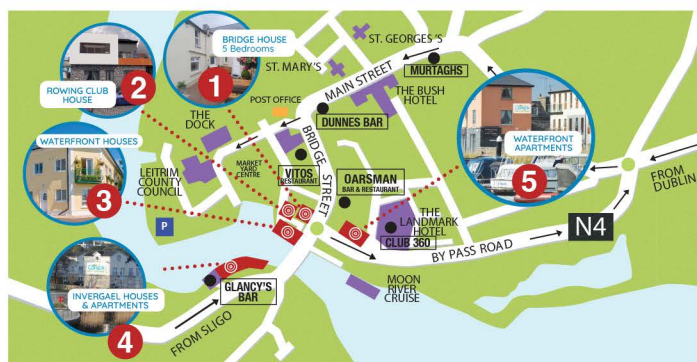 BRIDGE HOUSE
5 Bedrooms
1
2
ROWING CLUB
HOUSE
WATERFRONT HOUSES
3
INVERGAEL HOUSES
& APARTMENTS
4
WATERFRONT
APARTMENTS
5
ST. GEORGES'S
ST. MARY'S
MURTAGHS
MAIN STREET
THE BUSH
HOTEL
POST OFFICE
DUNNES BAR
THE
DOCK
BRIDGE STREET
MARKET
YARD CENTRE
VITOS
RESTAURANT
OARSMAN
BAR & RESTAURANT
LEITRIM
COUNTY
COUNCIL
P
THE
LANDMARK
HOTEL
CLUB 360
FROM DUBLIN
N4
BY PASS ROAD
MOON
RIVER
CRUISE
GLANCY'S
BAR
FROM SLIGO